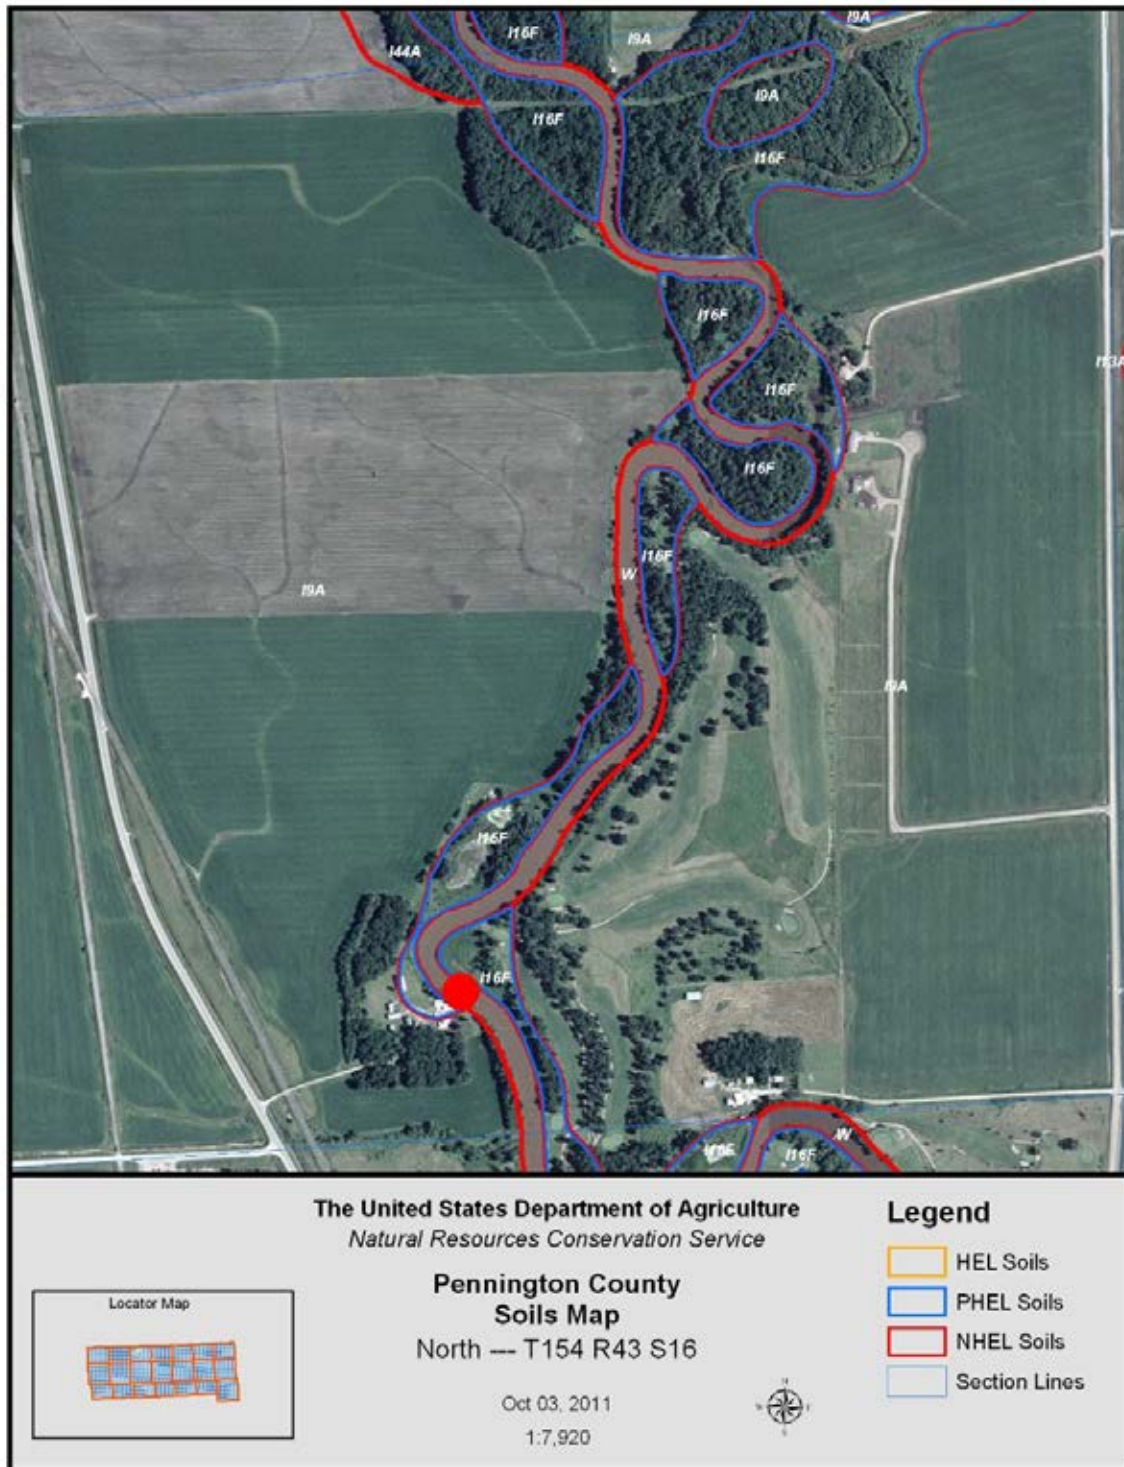 I16F
I9A
I9A
I44A
I9A
I16F
I16F
I16F
I13A
I16F
I16F
I16F
W
I9A
I9A
I16F
I16F
W
I16F
I16F
The United States Department of Agriculture
Natural Resources Conservation Service
Pennington County
Soils Map
North --- T154 R43 S16
Oct 03, 2011
1:7,920
Locator Map
Legend
HEL Soils
PHEL Soils
NHEL Soils
Section Lines